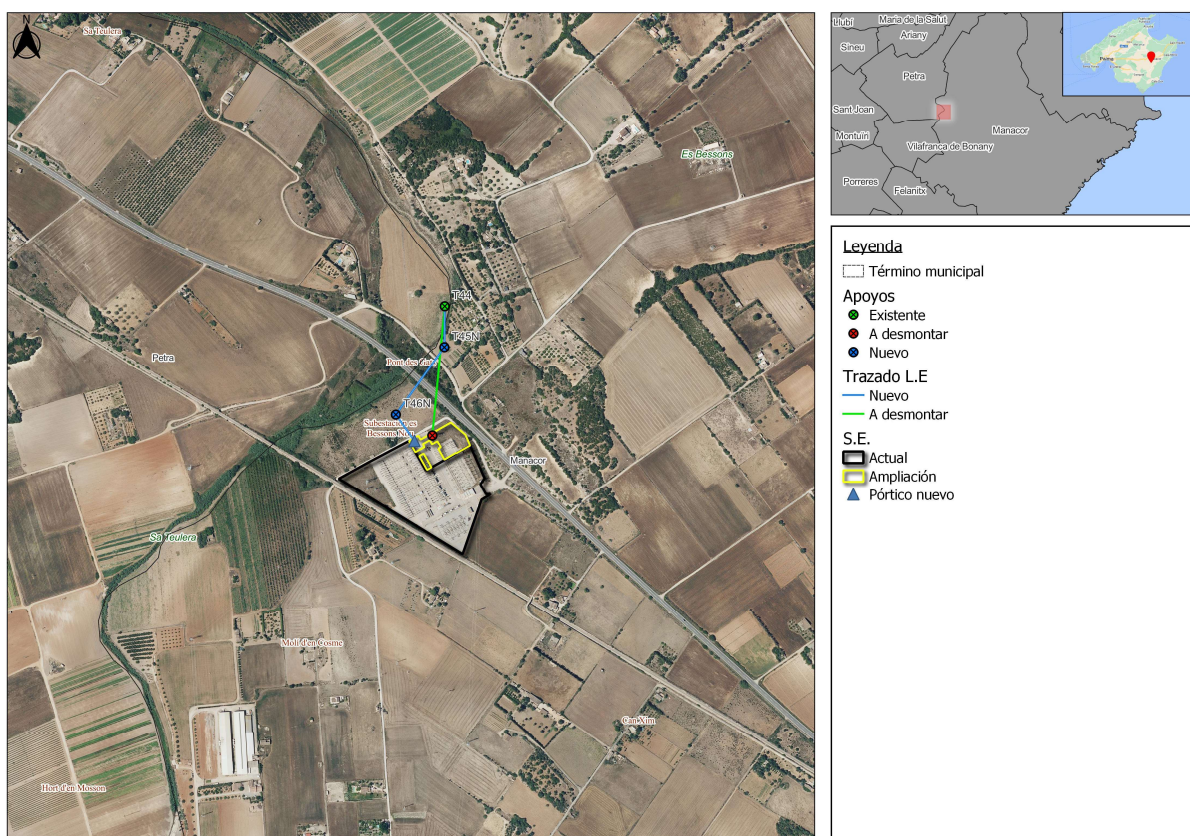 N
Sa Teulera
Es Bessons
T44
T45N
Petra
Pont des Gat
T46N
Subestación es
Bessons Nou
Manacor
Sa Teulera
Molí d'en Cosme
Can Xim
Hort d'en Mosson
Llubí
Maria de la Salut
Ariany
Sineu
Petra
Sant Joan
Montuïri
Manacor
Vilafranca de Bonany
Porreres
Felanitx
Palma
Leyenda
Término municipal
Apoyos
Existente
A desmontar
Nuevo
Trazado L.E
Nuevo
A desmontar
S.E.
Actual
Ampliación
Pórtico nuevo